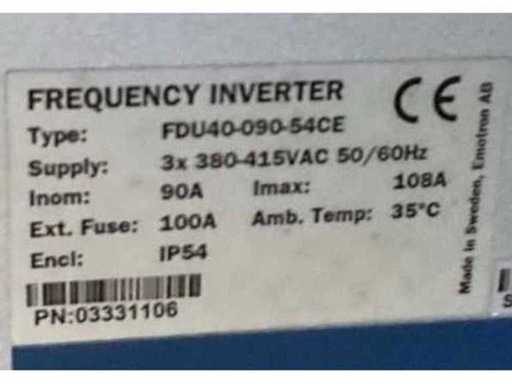 FREQUENCY INVERTER
CE
Type: FDU40-090-54CE
Supply: 3x 380-415VAC 50/60Hz
Inom: 90A Imax: 108A
Ext. Fuse: 100A Amb. Temp: 35°C
Encl: IP54
PN:03331106
Made in Sweden, Emotron AB
S